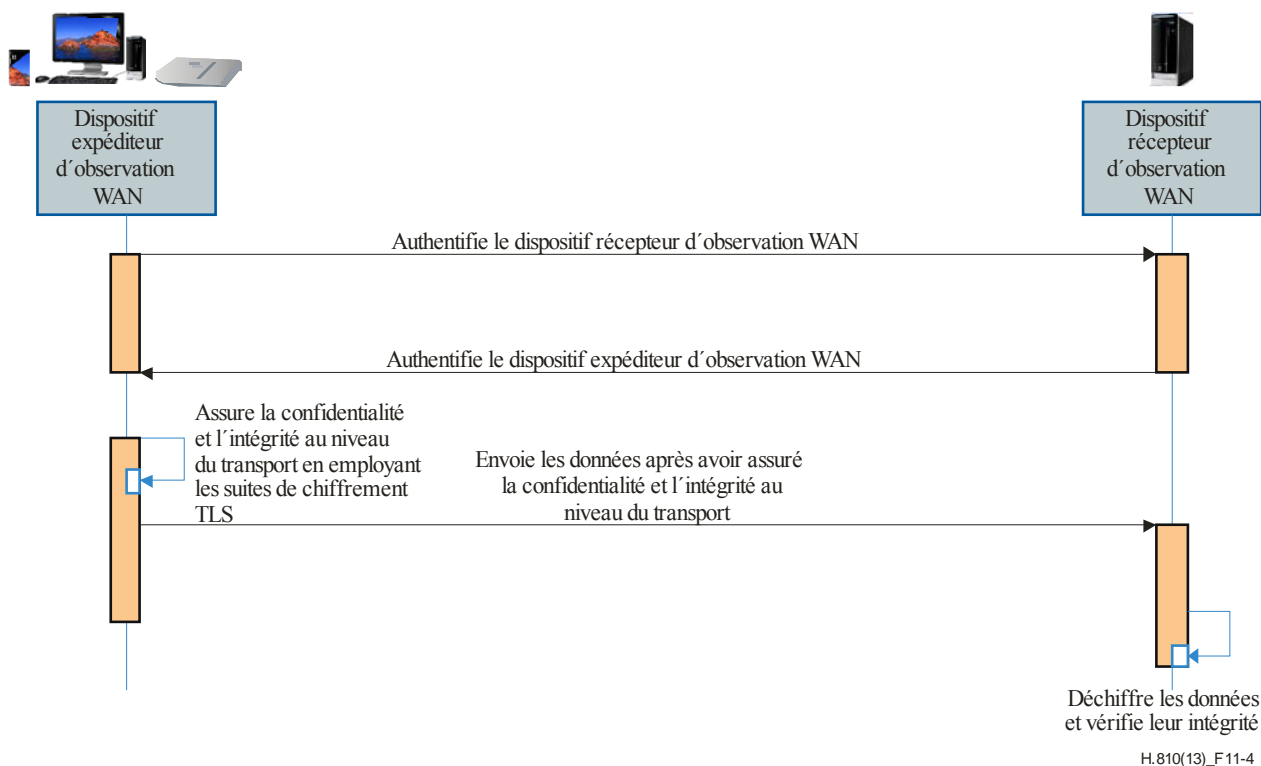 Dispositif
expéditeur
d´observation
WAN
Dispositif
récepteur
d´observation
WAN
Authentifie le dispositif récepteur d´observation WAN
Authentifie le dispositif expéditeur d´observation WAN
Assure la confidentialité
et l´intégrité au niveau
du transport en employant
les suites de chiffrement
TLS
Envoie les données après avoir assuré
la confidentialité et l´intégrité au
niveau du transport
Déchiffre les données
et vérifie leur intégrité
H.810(13)_F11-4